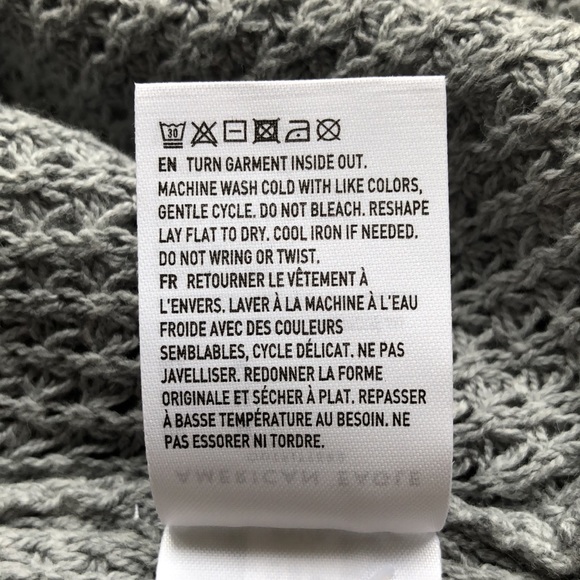 30
EN TURN GARMENT INSIDE OUT.
MACHINE WASH COLD WITH LIKE COLORS,
GENTLE CYCLE. DO NOT BLEACH. RESHAPE
LAY FLAT TO DRY. COOL IRON IF NEEDED.
DO NOT WRING OR TWIST.
FR RETOURNER LE VÊTEMENT À
L'ENVERS. LAVER À LA MACHINE À L'EAU
FROIDE AVEC DES COULEURS
SEMBLABLES, CYCLE DÉLICAT. NE PAS
JAVELLISER. REDONNER LA FORME
ORIGINALE ET SÉCHER À PLAT. REPASSER
À BASSE TEMPÉRATURE AU BESOIN. NE
PAS ESSORER NI TORDRE.
AMERICAN EAGLE